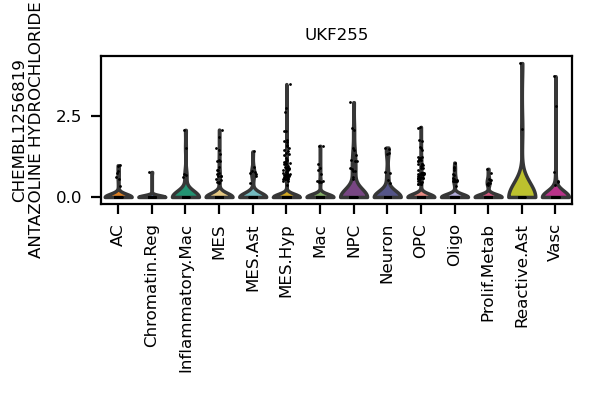 UKF255
CHEMBL1256819
ANTAZOLINE HYDROCHLORIDE
2.5
0.0
AC
Chromatin.Reg
Inflammatory.Mac
MES
MES.Ast
MES.Hyp
Mac
NPC
Neuron
OPC
Oligo
Prolif.Metab
Reactive.Ast
Vasc